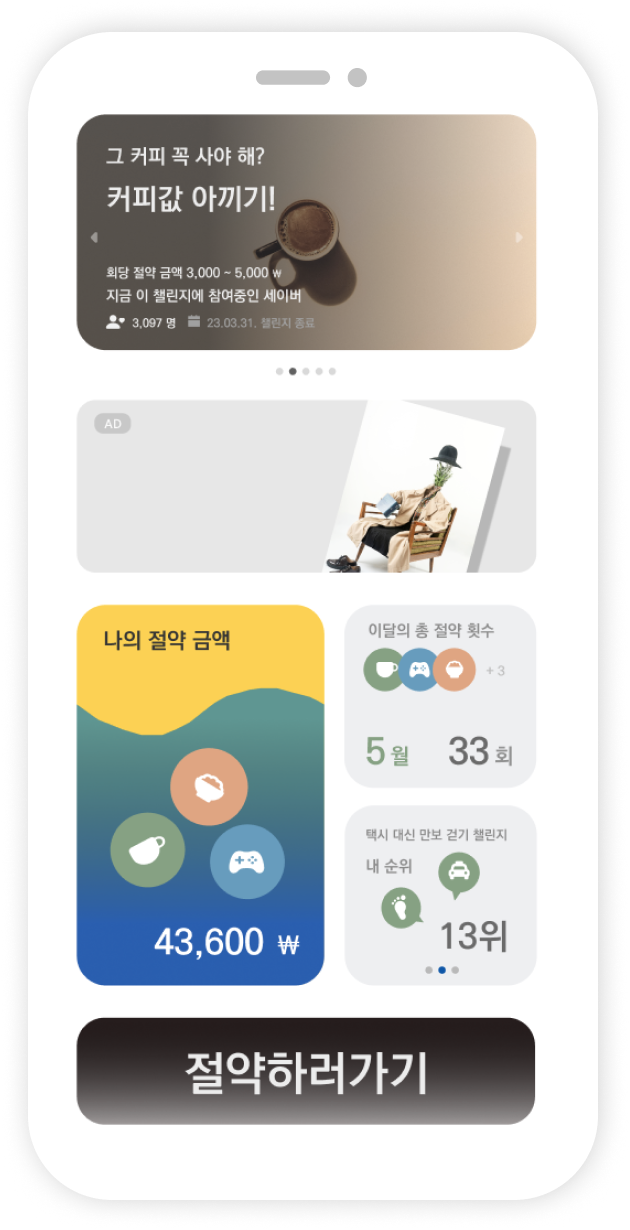 그 커피 꼭 사야 해?
커피값 아끼기!
회당 절약 금액 3,000 ~ 5,000 ₩
지금 이 챌린지에 참여중인 세이버
3,097 명 23.03.31. 챌린지 종료
AD
나의 절약 금액
43,600 ₩
이달의 총 절약 횟수
+ 3
5 월 33 회
택시 대신 만보 걷기 챌린지
내 순위
13위
절약하러가기